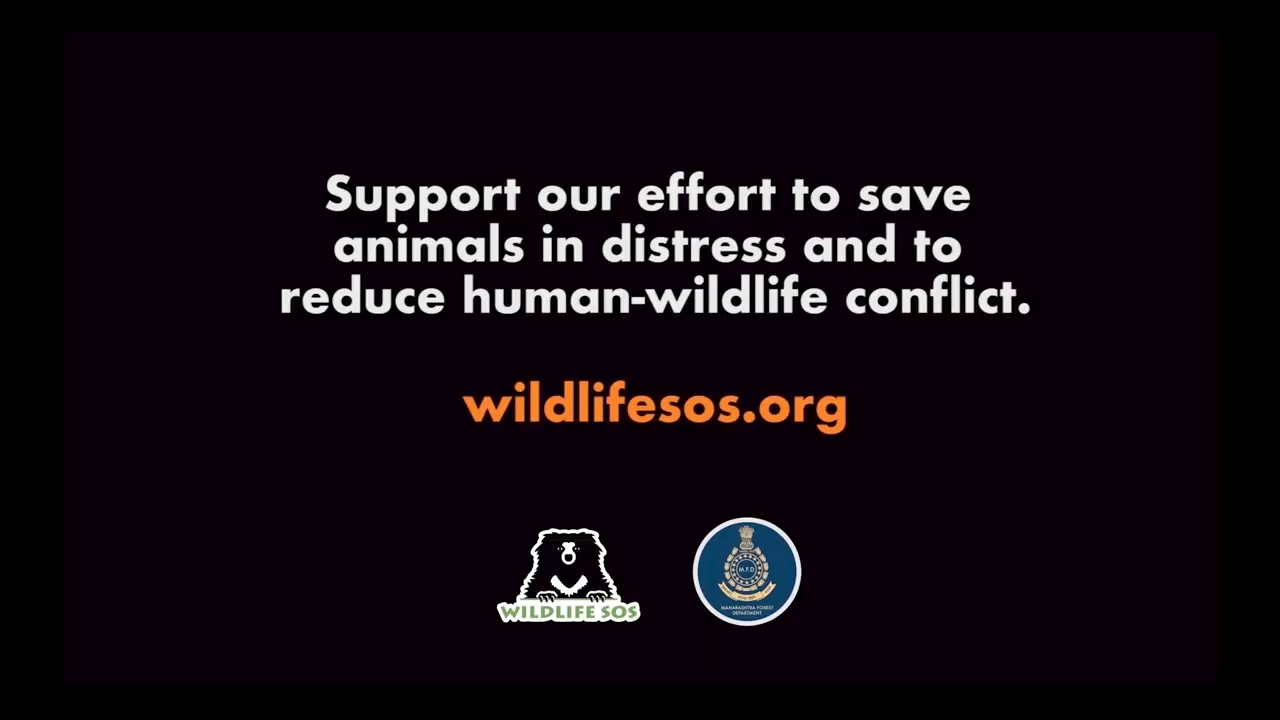 Support our effort to save
animals in distress and to
reduce human-wildlife conflict.
wildlifesos.org
WILDLIFE SOS
M.F.D
MAHARASHTRA FOREST
DEPARTMENT